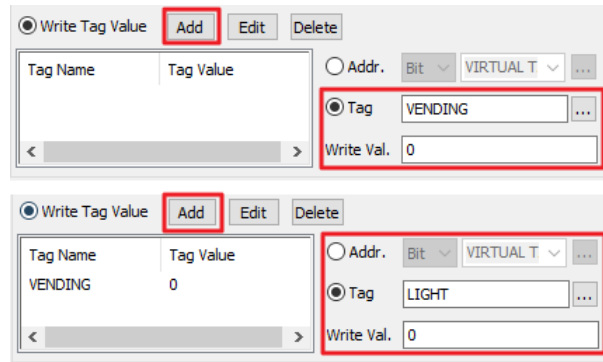 Write Tag Value Add Edit Delete
Tag Name Tag Value Addr. Bit VIRTUAL T ...
Tag VENDING ...
Write Val. 0
Write Tag Value Add Edit Delete
Tag Name Tag Value Addr. Bit VIRTUAL T ...
VENDING 0 Tag LIGHT ...
Write Val. 0